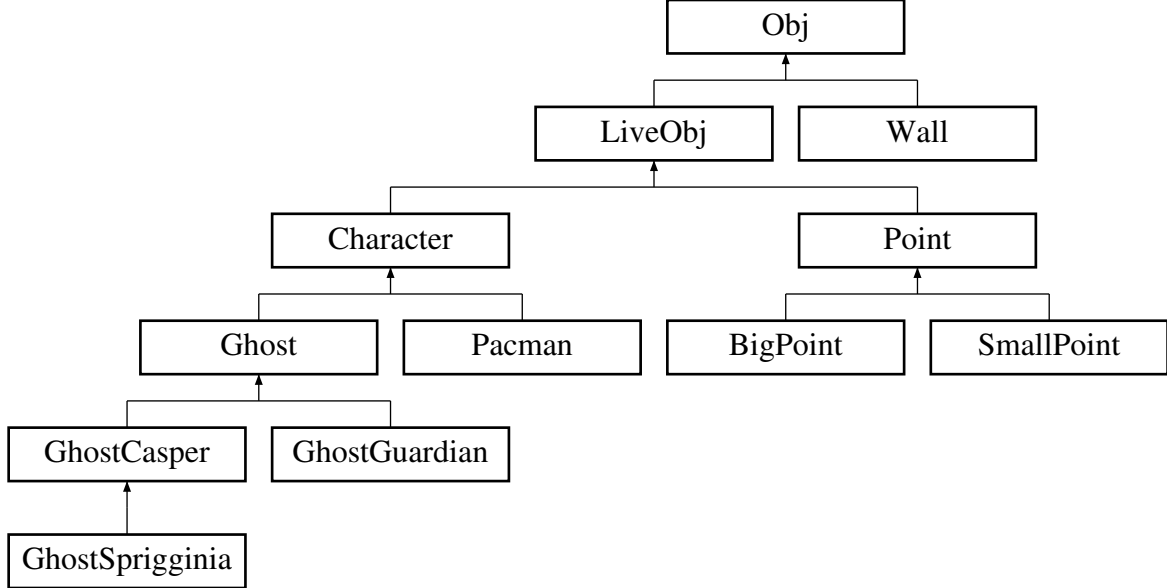 Obj
LiveObj
Wall
Character
Point
Ghost
Pacman
BigPoint
SmallPoint
GhostCasper
GhostGuardian
GhostSprigginia